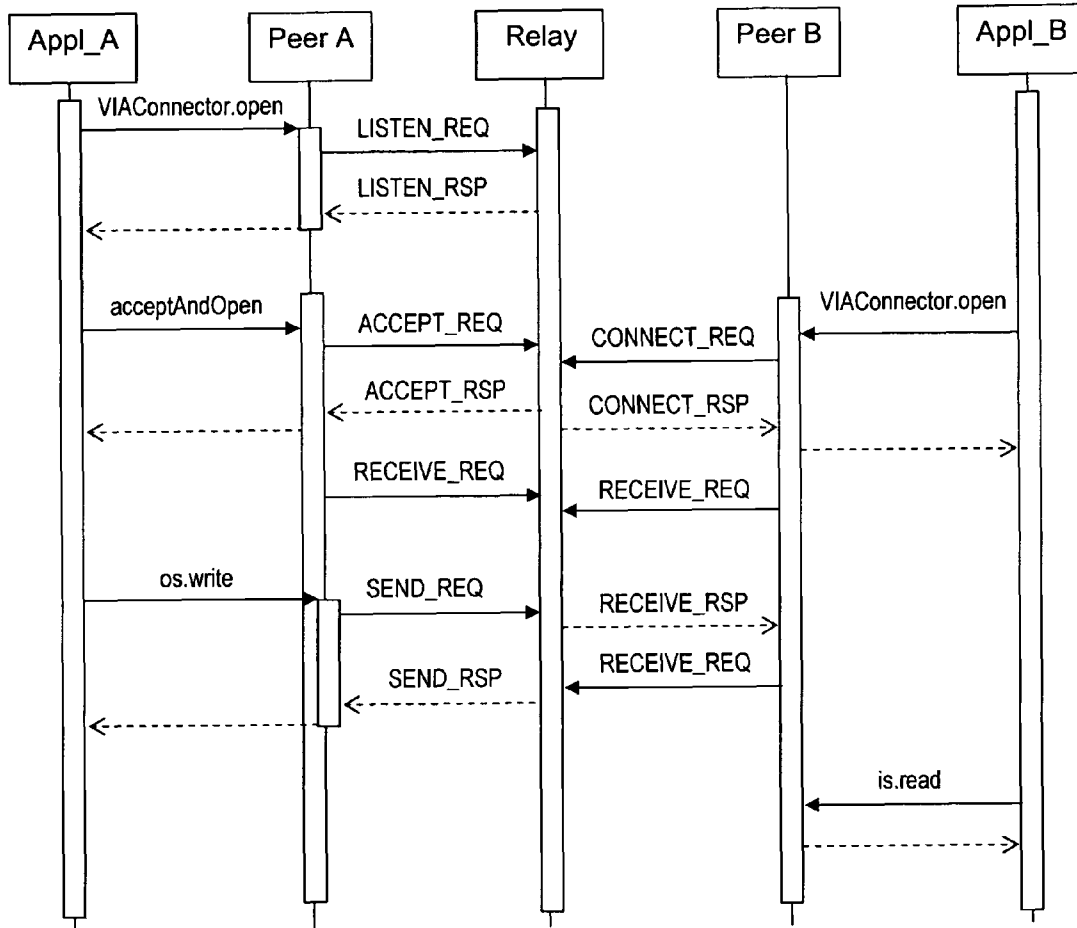 Appl_A
Peer A
Relay
Peer B
Appl_B
VIAConnector.open
LISTEN_REQ
LISTEN_RSP
acceptAndOpen
VIAConnector.open
ACCEPT_REQ
CONNECT_REQ
ACCEPT_RSP
CONNECT_RSP
RECEIVE_REQ
RECEIVE_REQ
os.write
SEND_REQ
RECEIVE_RSP
SEND_RSP
RECEIVE_REQ
is.read